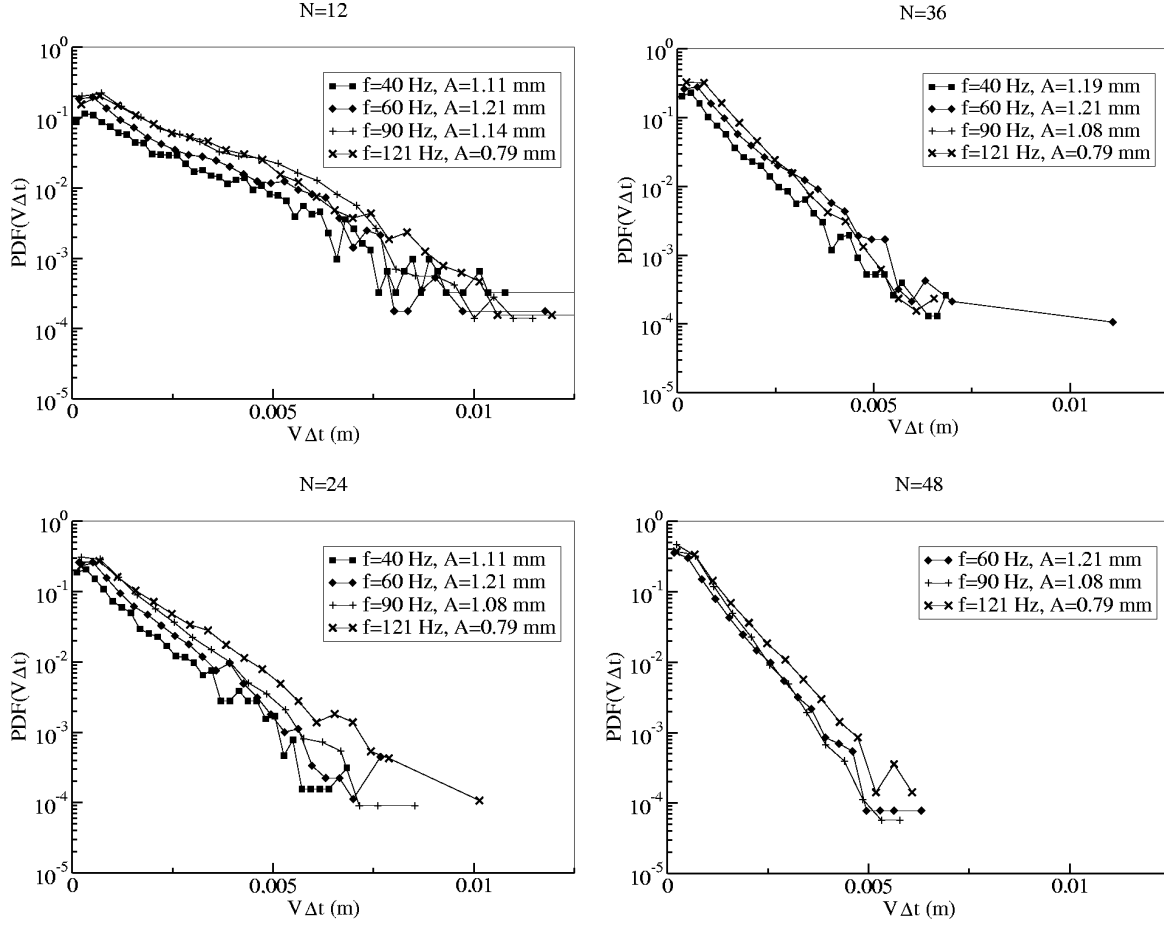 N=12
10^0
10^-1
10^-2
10^-3
10^-4
10^-5
PDF(VΔt)
f=40 Hz, A=1.11 mm
f=60 Hz, A=1.21 mm
f=90 Hz, A=1.14 mm
f=121 Hz, A=0.79 mm
0 0.005 0.01
VΔt (m)
N=36
10^0
10^-1
10^-2
10^-3
10^-4
10^-5
PDF(VΔt)
f=40 Hz, A=1.19 mm
f=60 Hz, A=1.21 mm
f=90 Hz, A=1.08 mm
f=121 Hz, A=0.79 mm
0 0.005 0.01
VΔt (m)
N=24
10^0
10^-1
10^-2
10^-3
10^-4
10^-5
PDF(VΔt)
f=40 Hz, A=1.11 mm
f=60 Hz, A=1.21 mm
f=90 Hz, A=1.08 mm
f=121 Hz, A=0.79 mm
0 0.005 0.01
VΔt (m)
N=48
10^0
10^-1
10^-2
10^-3
10^-4
10^-5
PDF(VΔt)
f=60 Hz, A=1.21 mm
f=90 Hz, A=1.08 mm
f=121 Hz, A=0.79 mm
0 0.005 0.01
VΔt (m)